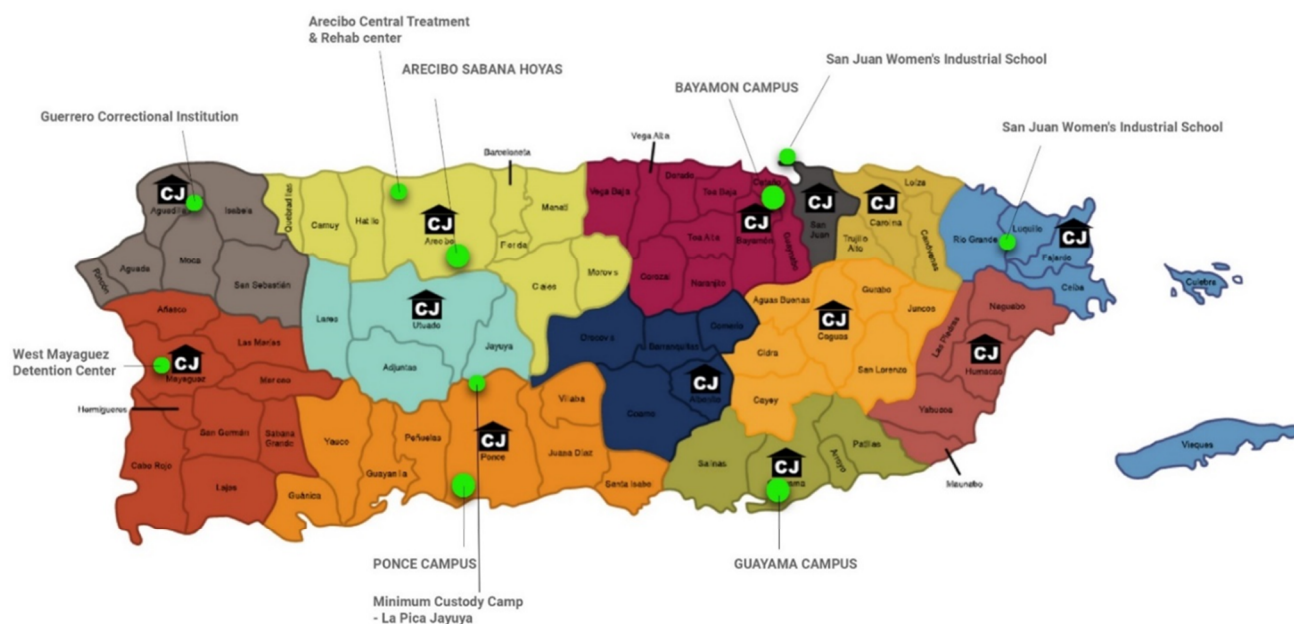 Arecibo Central Treatment
& Rehab center
ARECIBO SABANA HOYAS
San Juan Women's Industrial School
BAYAMON CAMPUS
Guerrero Correctional Institution
San Juan Women's Industrial School
Vega Alta
Barceloneta
CJ
Aguadilla
Isabela
Quebradillas
Camuy
Hatillo
CJ
Arecibo
Florida
Manatí
Vega Baja
Dorado
Toa Baja
Cataño
Toa Alta
CJ
Bayamón
Guaynabo
CJ
San
Juan
CJ
Carolina
Loíza
Trujillo
Alto
Canóvanas
Río Grande
Luquillo
CJ
Fajardo
Ceiba
Culebra
Rincón
Aguada
Moca
San Sebastián
Lares
CJ
Utuado
Ciales
Morovis
Corozal
Naranjito
Aguas Buenas
Gurabo
Juncos
Las Piedras
Naguabo
Añasco
Las Marías
West Mayaguez
Detention Center
CJ
Mayaguez
Maricao
Adjuntas
Jayuya
Orocovis
Barranquitas
Comerío
Cidra
CJ
Caguas
San Lorenzo
CJ
Humacao
Hormigueros
San Germán
Sabana
Grande
Yauco
Peñuelas
CJ
Ponce
Villalba
Coamo
CJ
Aibonito
Cayey
Yabucoa
Cabo Rojo
Lajas
Guánica
Guayanilla
Juana Díaz
Santa Isabel
Salinas
CJ
Arroyo
Patillas
Maunabo
Vieques
PONCE CAMPUS
GUAYAMA CAMPUS
Minimum Custody Camp
- La Pica Jayuya